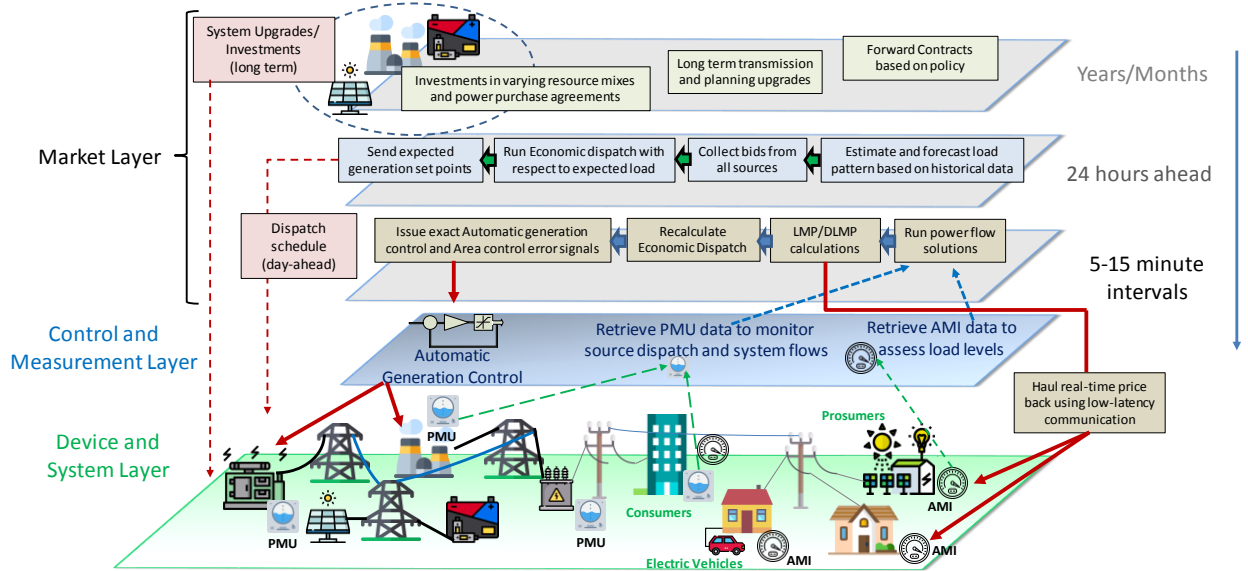 System Upgrades/
Investments
(long term)
Investments in varying resource mixes
and power purchase agreements
Long term transmission
and planning upgrades
Forward Contracts
based on policy
Years/Months
Market Layer
Send expected
generation set points
Run Economic dispatch with
respect to expected load
Collect bids from
all sources
Estimate and forecast load
pattern based on historical data
24 hours ahead
Dispatch
schedule
(day-ahead)
Issue exact Automatic generation
control and Area control error signals
Recalculate
Economic Dispatch
LMP/DLMP
calculations
Run power flow
solutions
5-15 minute
intervals
Control and
Measurement Layer
Automatic
Generation Control
Retrieve PMU data to monitor
source dispatch and system flows
Retrieve AMI data to
assess load levels
Haul real-time price
back using low-latency
communication
Device and
System Layer
PMU
Prosumers
Consumers
AMI
PMU
PMU
Electric Vehicles
AMI
AMI